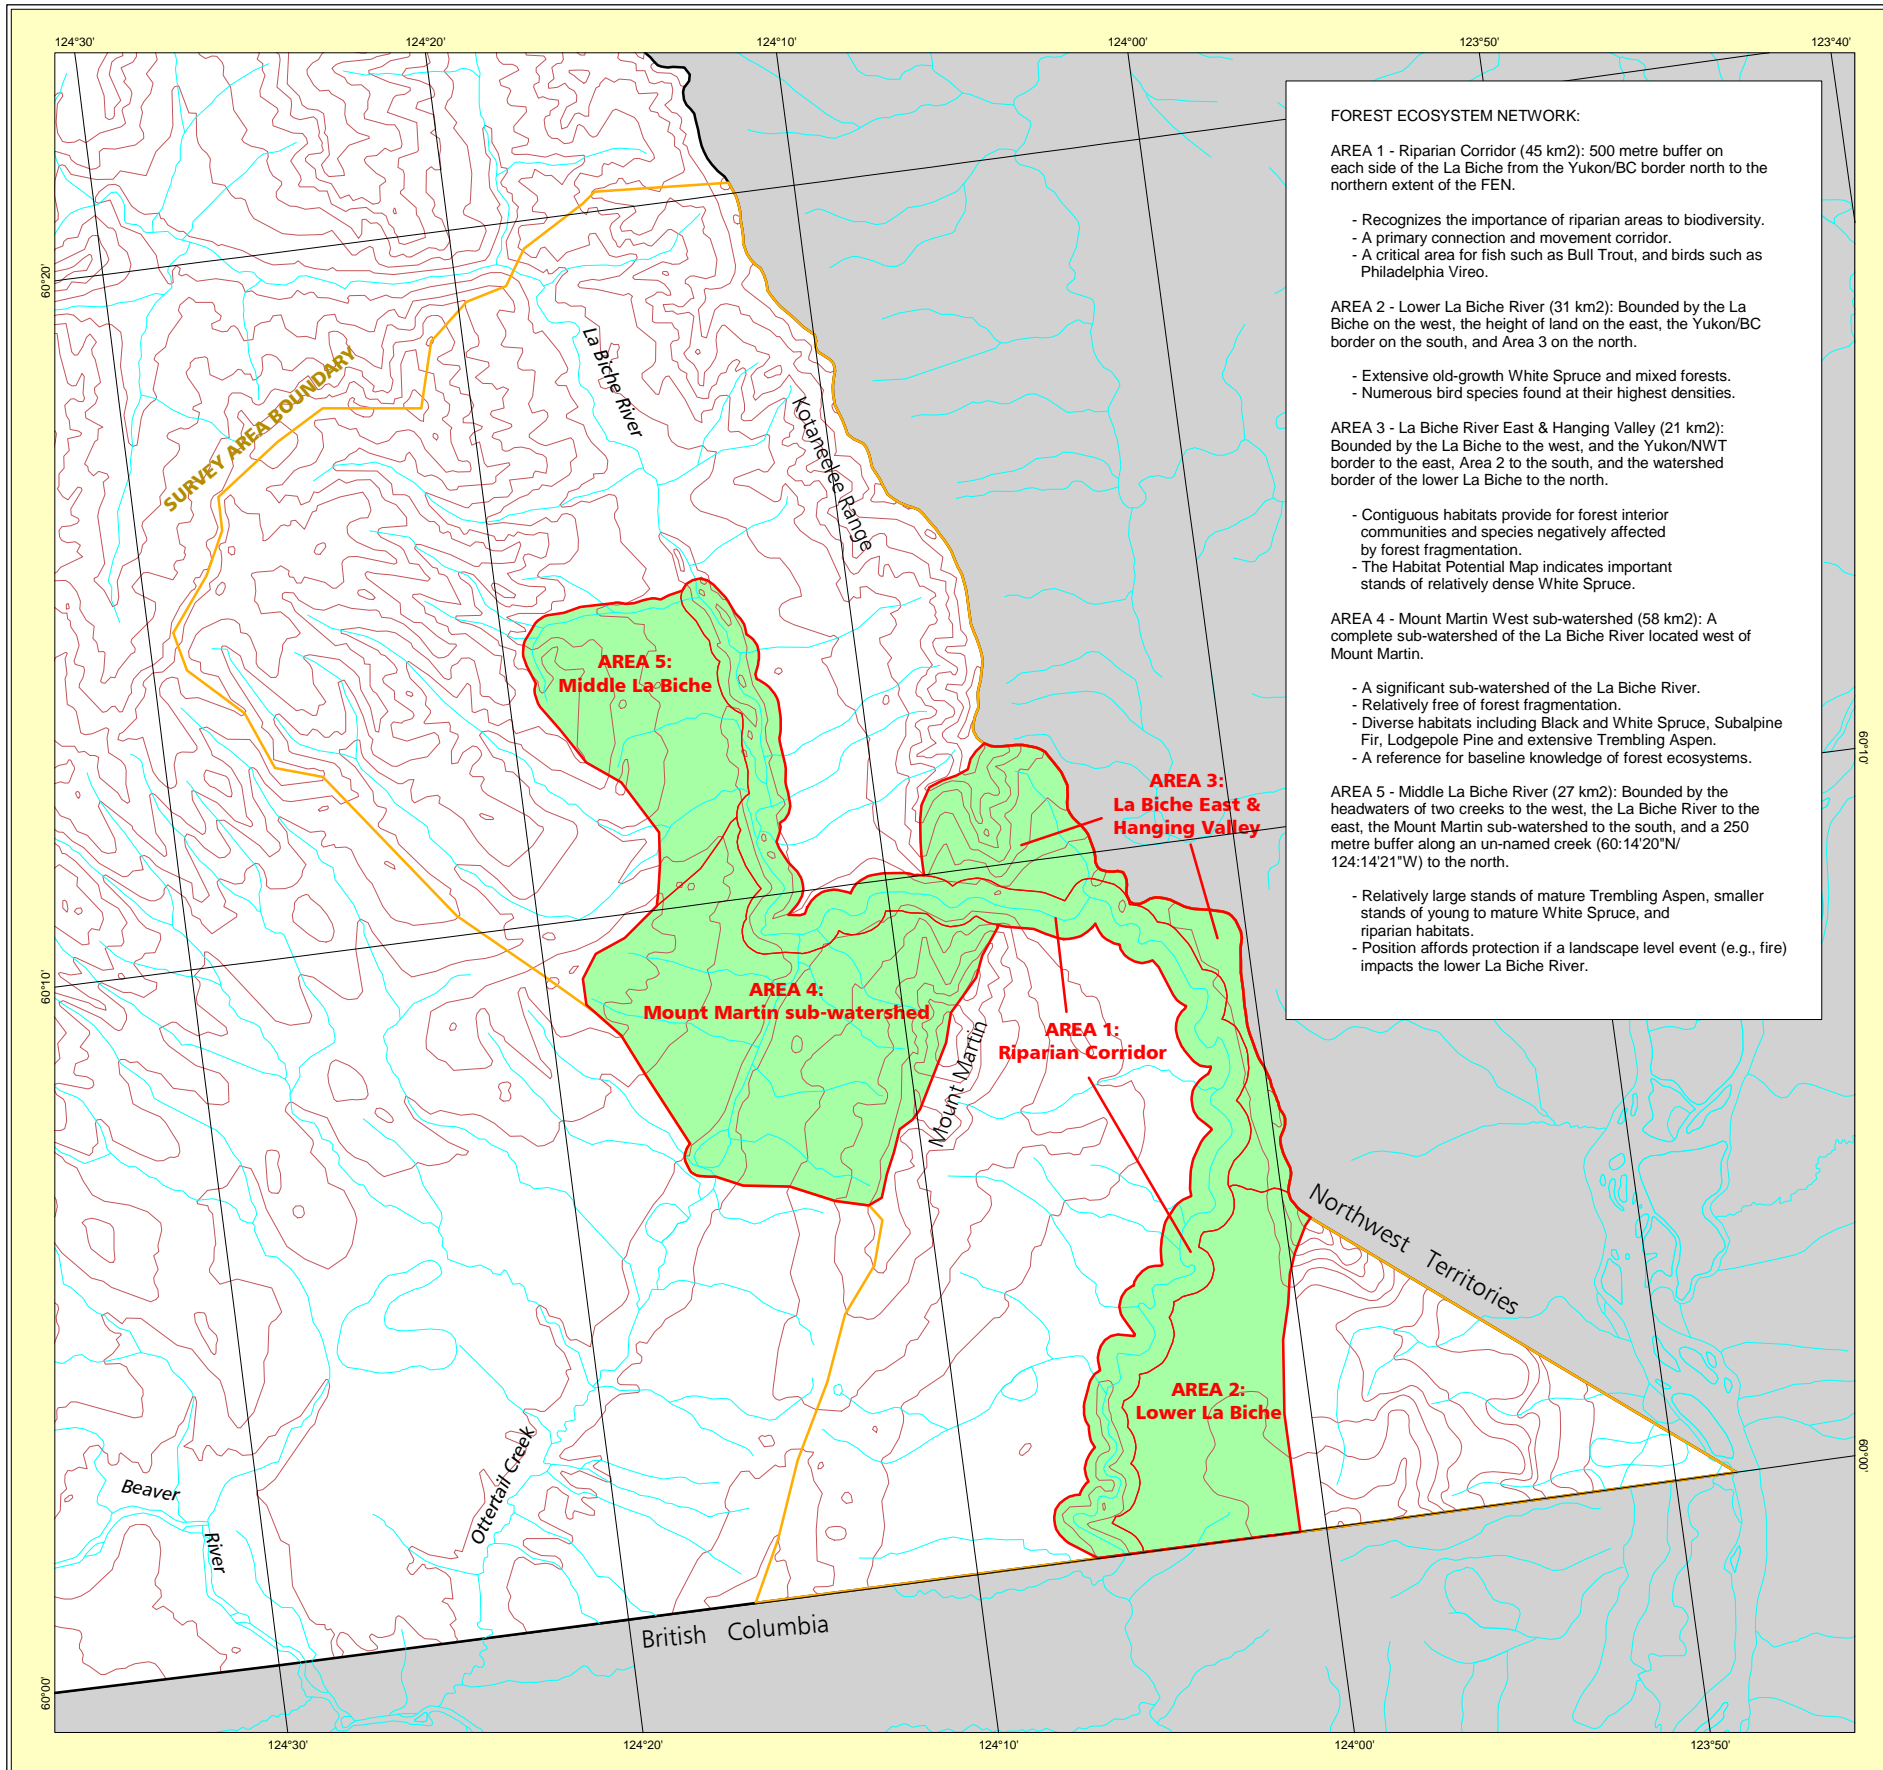 124°30'
124°20'
124°10'
124°00'
123°50'
123°40'
FOREST ECOSYSTEM NETWORK:
AREA 1 - Riparian Corridor (45 km2): 500 metre buffer on
each side of the La Biche from the Yukon/BC border north to the
northern extent of the FEN.
- Recognizes the importance of riparian areas to biodiversity.
- A primary connection and movement corridor.
- A critical area for fish such as Bull Trout, and birds such as
Philadelphia Vireo.
AREA 2 - Lower La Biche River (31 km2): Bounded by the La
Biche on the west, the height of land on the east, the Yukon/BC
border on the south, and Area 3 on the north.
- Extensive old-growth White Spruce and mixed forests.
- Numerous bird species found at their highest densities.
AREA 3 - La Biche River East & Hanging Valley (21 km2):
Bounded by the La Biche to the west, and the Yukon/NWT
border to the east, Area 2 to the south, and the watershed
border of the lower La Biche to the north.
- Contiguous habitats provide for forest interior
communities and species negatively affected
by forest fragmentation.
- The Habitat Potential Map indicates important
stands of relatively dense White Spruce.
AREA 4 - Mount Martin West sub-watershed (58 km2): A
complete sub-watershed of the La Biche River located west of
Mount Martin.
- A significant sub-watershed of the La Biche River.
- Relatively free of forest fragmentation.
- Diverse habitats including Black and White Spruce, Subalpine
Fir, Lodgepole Pine and extensive Trembling Aspen.
- A reference for baseline knowledge of forest ecosystems.
AREA 5 - Middle La Biche River (27 km2): Bounded by the
headwaters of two creeks to the west, the La Biche River to the
east, the Mount Martin sub-watershed to the south, and a 250
metre buffer along an un-named creek (60:14'20"N/
124:14'21"W) to the north.
- Relatively large stands of mature Trembling Aspen, smaller
stands of young to mature White Spruce, and
riparian habitats.
- Position affords protection if a landscape level event (e.g., fire)
impacts the lower La Biche River.
60°20'
La Biche River
SURVEY AREA BOUNDARY
Kotaneelee Range
AREA 5:
Middle La Biche
60°10'
AREA 3:
La Biche East &
Hanging Valley
60°10'
AREA 4:
Mount Martin sub-watershed
AREA 1:
Riparian Corridor
Mount Martin
Northwest Territories
AREA 2:
Lower La Biche
60°00'
Ottertail Creek
Beaver
River
British Columbia
60°00'
124°30'
124°20'
124°10'
124°00'
123°50'